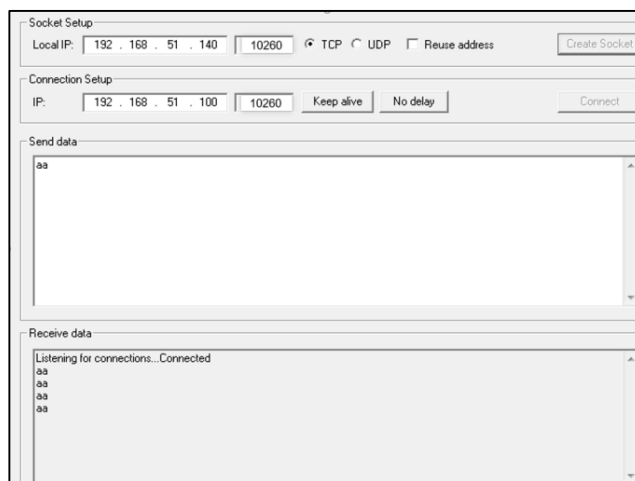 Socket Setup
Local IP: 192 . 168 . 51 . 140 10260 TCP UDP Reuse address Create Socket
Connection Setup
IP: 192 . 168 . 51 . 100 10260 Keep alive No delay Connect
Send data
aa
Receive data
Listening for connections...Connected
aa
aa
aa
aa